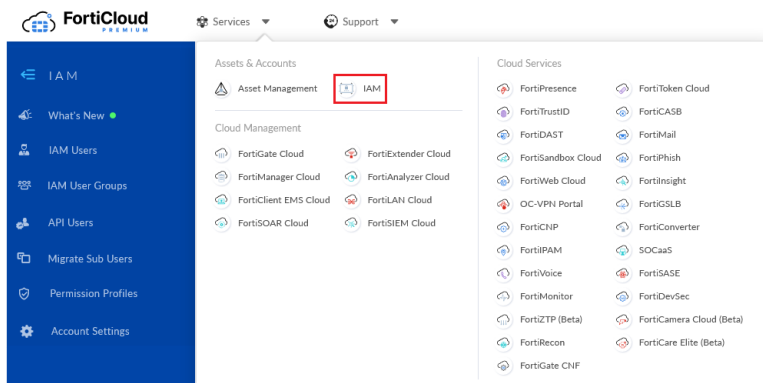 FortiCloud
PREMIUM
Services
Support
IAM
What's New
IAM Users
IAM User Groups
API Users
Migrate Sub Users
Permission Profiles
Account Settings
Assets & Accounts
Asset Management
IAM
Cloud Management
FortiGate Cloud
FortiExtender Cloud
FortiManager Cloud
FortiAnalyzer Cloud
FortiClient EMS Cloud
FortiLAN Cloud
FortiSOAR Cloud
FortiSIEM Cloud
Cloud Services
FortiPresence
FortiToken Cloud
FortiTrustID
FortiCASB
FortiDAST
FortiMail
FortiSandbox Cloud
FortiPhish
FortiWeb Cloud
FortiInsight
OC-VPN Portal
FortiGSLB
FortiCNP
FortiConverter
FortiIPAM
SOCaaS
FortiVoice
FortiSASE
FortiMonitor
FortiDevSec
FortiZTP (Beta)
FortiCamera Cloud (Beta)
FortiRecon
FortiCare Elite (Beta)
FortiGate CNF